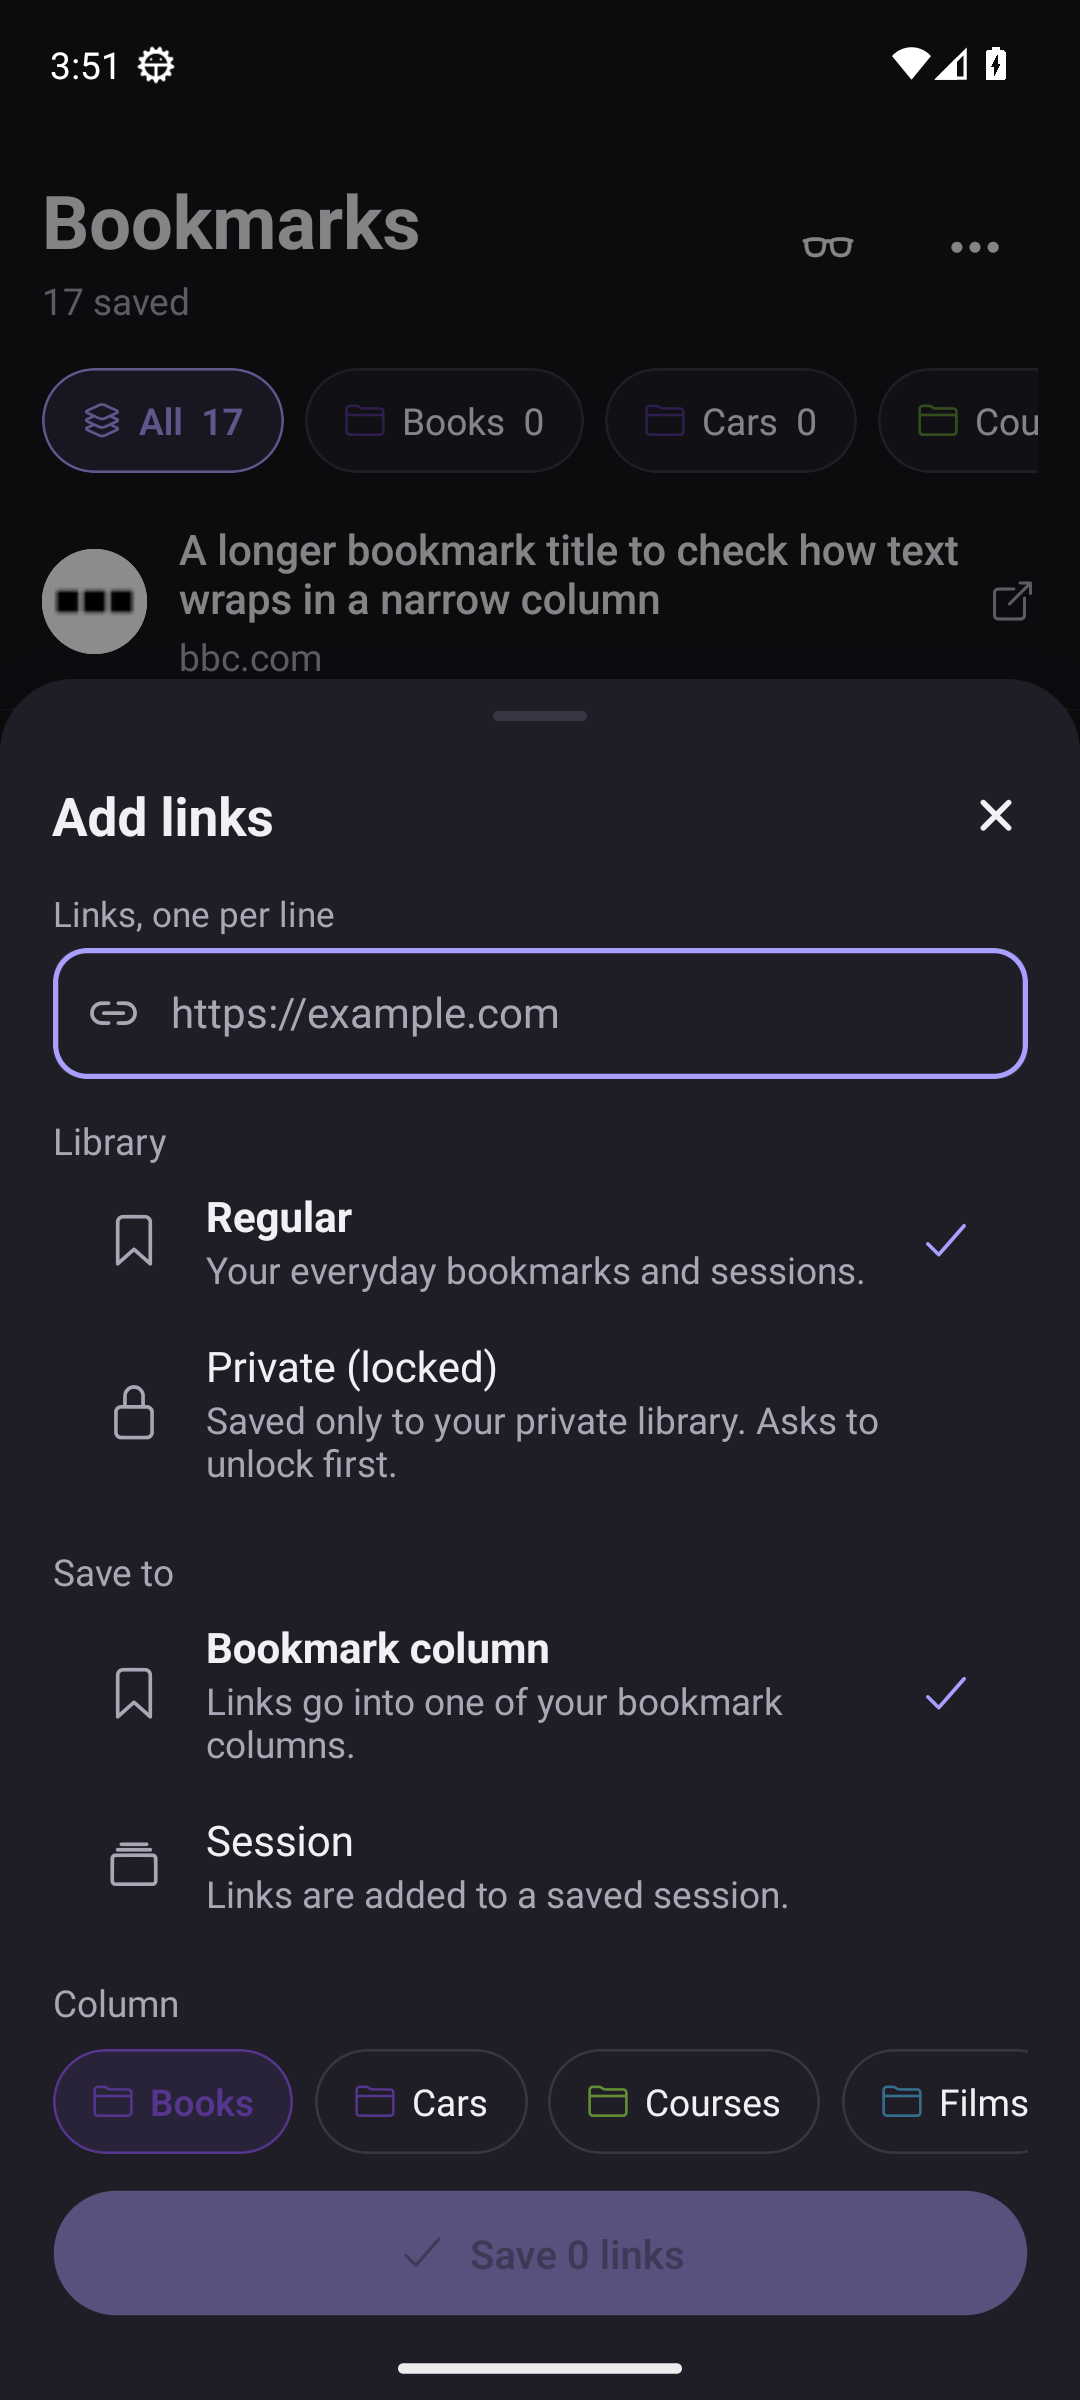 3:51
Bookmarks
17 saved
All 17
Books 0
Cars 0
Cou
A longer bookmark title to check how text
wraps in a narrow column
bbc.com
Add links
Links, one per line
https://example.com
Library
Regular
Your everyday bookmarks and sessions.
Private (locked)
Saved only to your private library. Asks to
unlock first.
Save to
Bookmark column
Links go into one of your bookmark
columns.
Session
Links are added to a saved session.
Column
Books
Cars
Courses
Films
Save 0 links